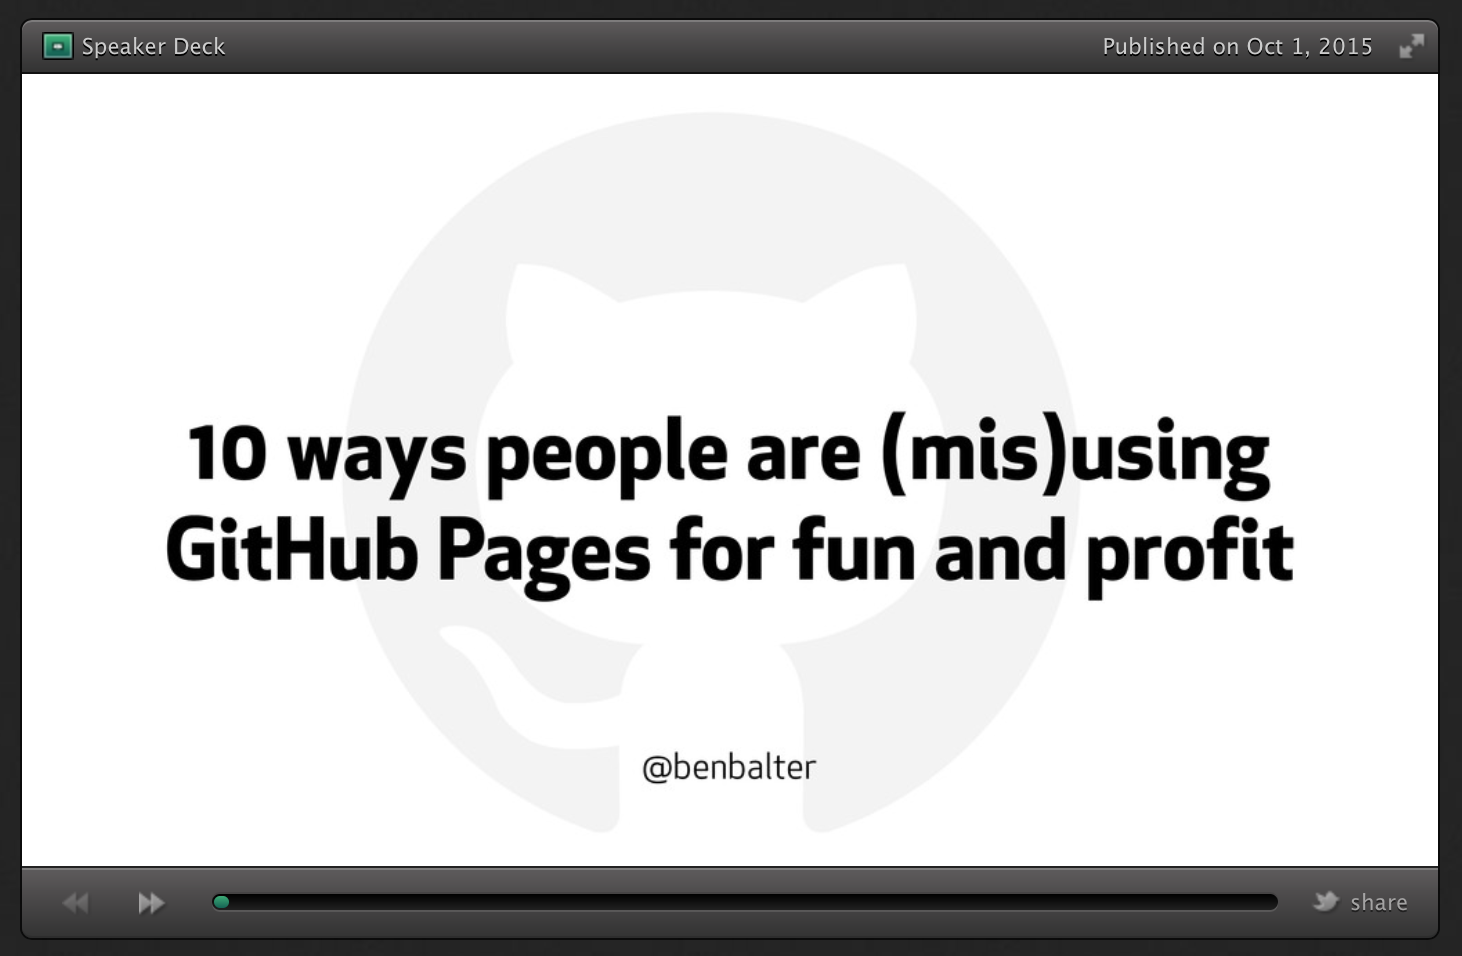 Speaker Deck
Published on Oct 1, 2015
10 ways people are (mis)using
GitHub Pages for fun and profit
@benbalter
share